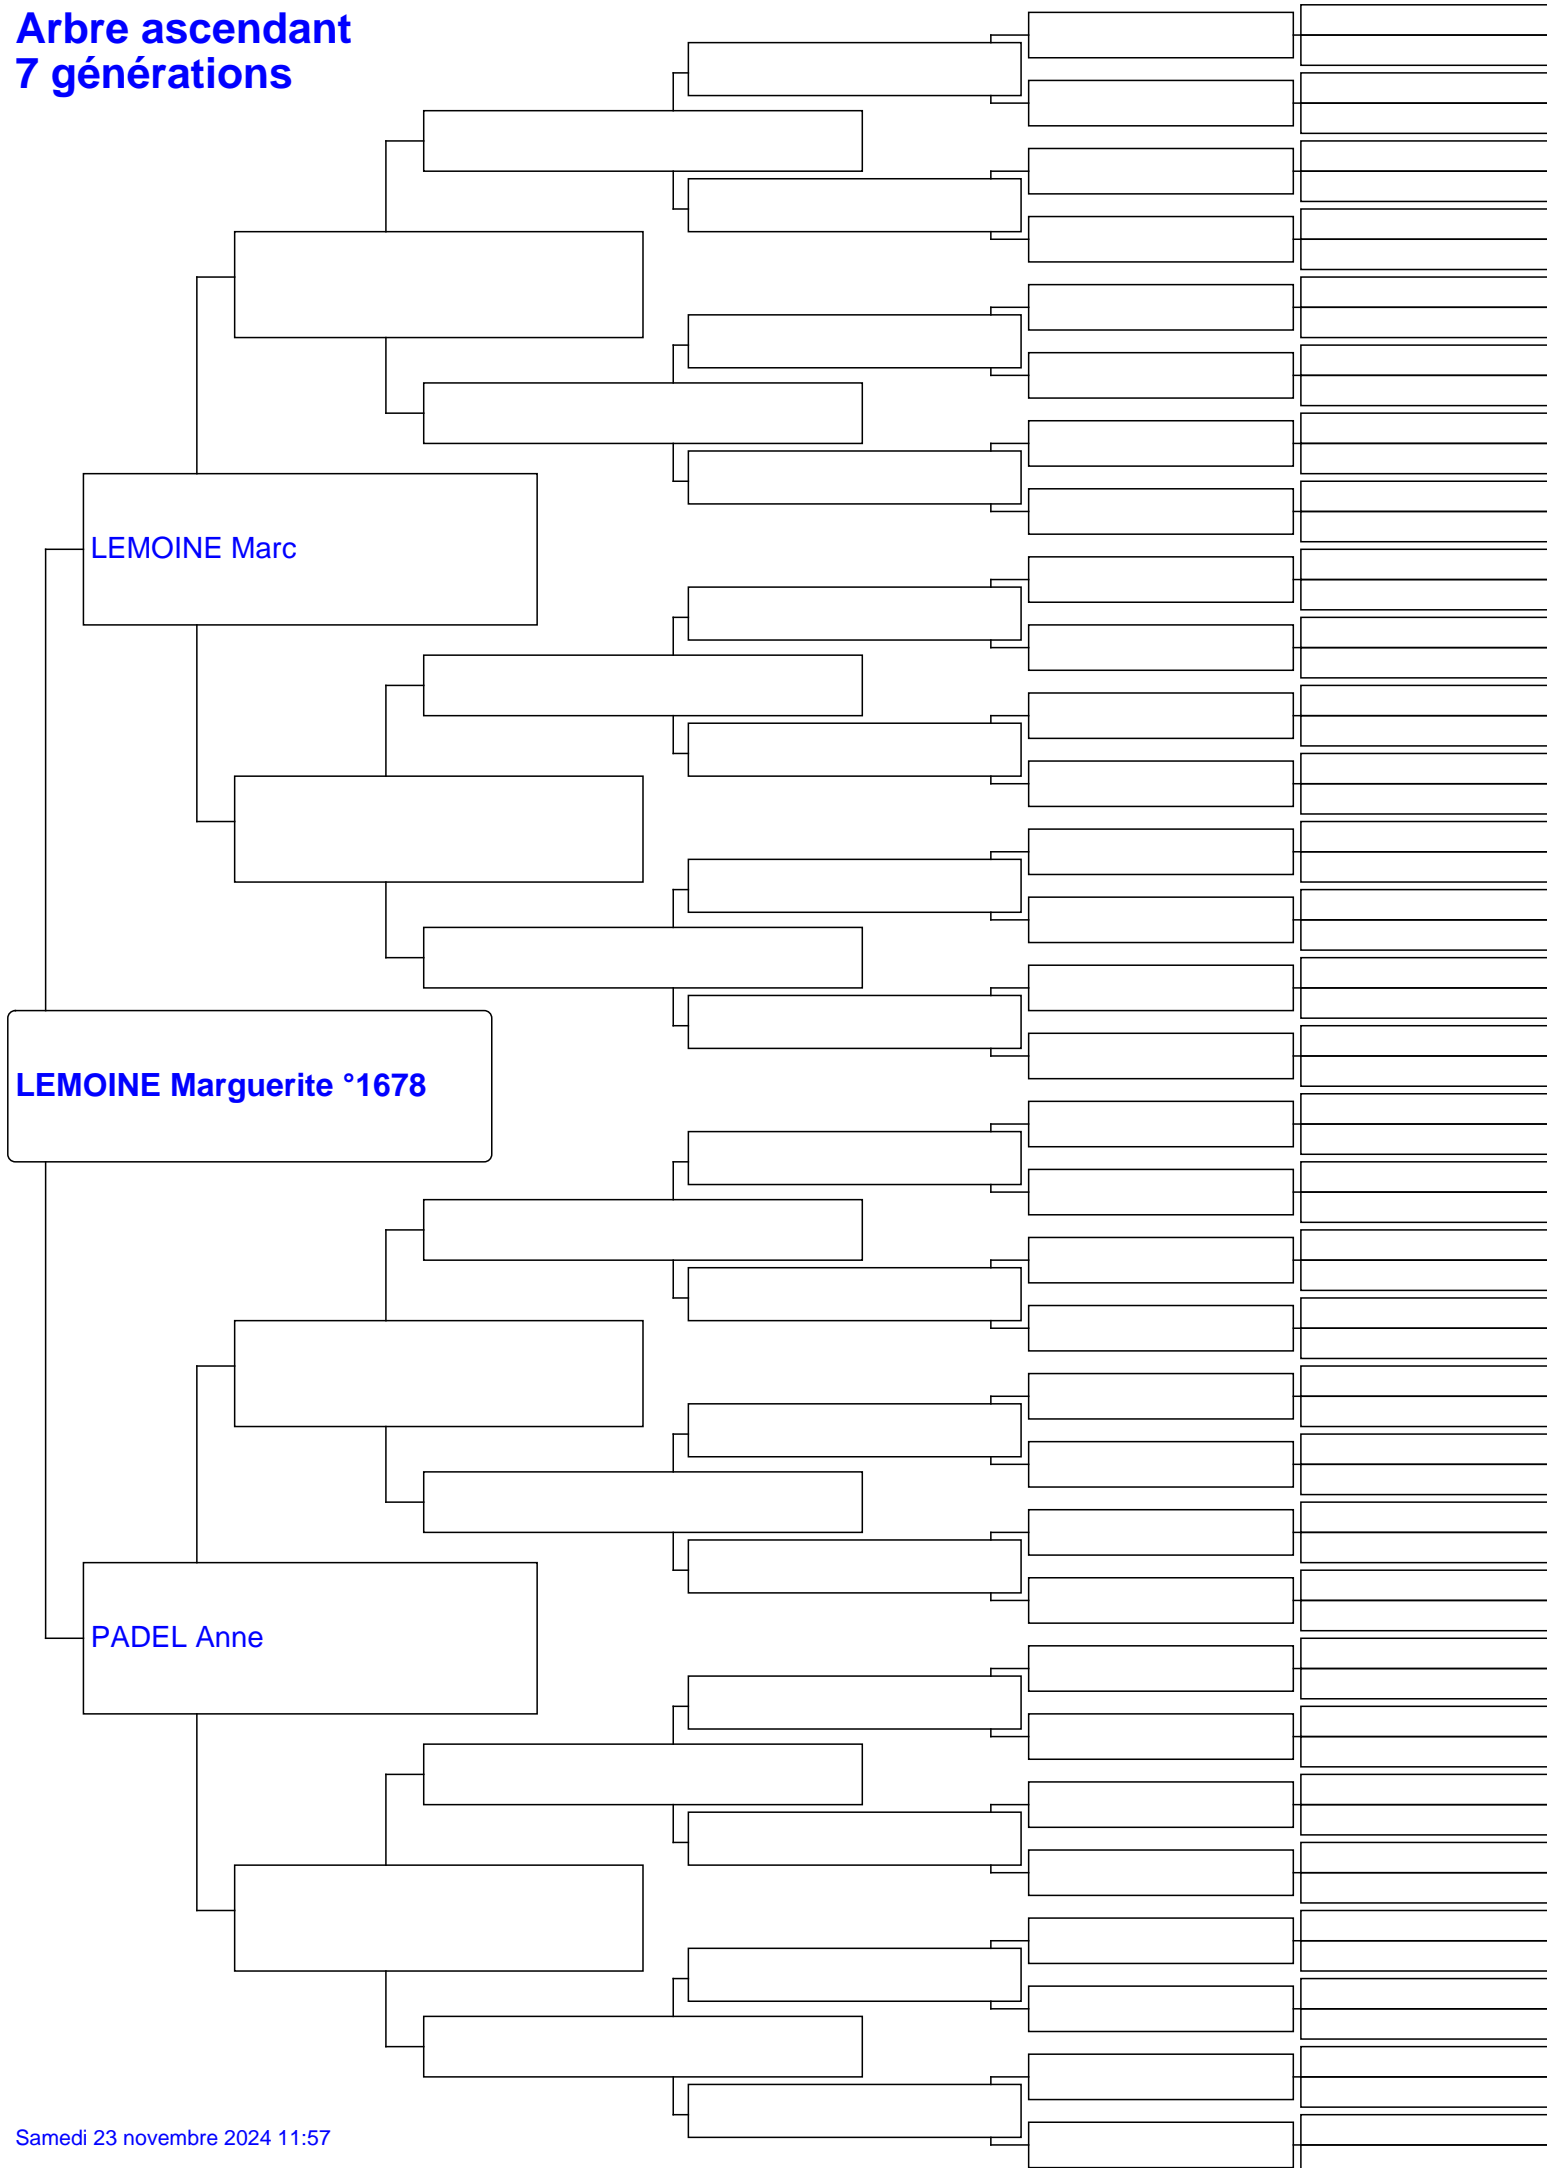 Arbre ascendant
7 générations
LEMOINE Marc
LEMOINE Marguerite °1678
PADEL Anne
Samedi 23 novembre 2024 11:57